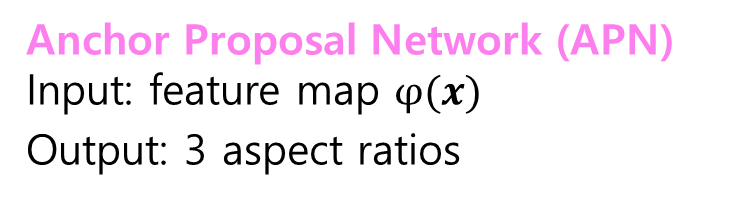 Anchor Proposal Network (APN)
Input: feature map φ(𝒙)
Output: 3 aspect ratios